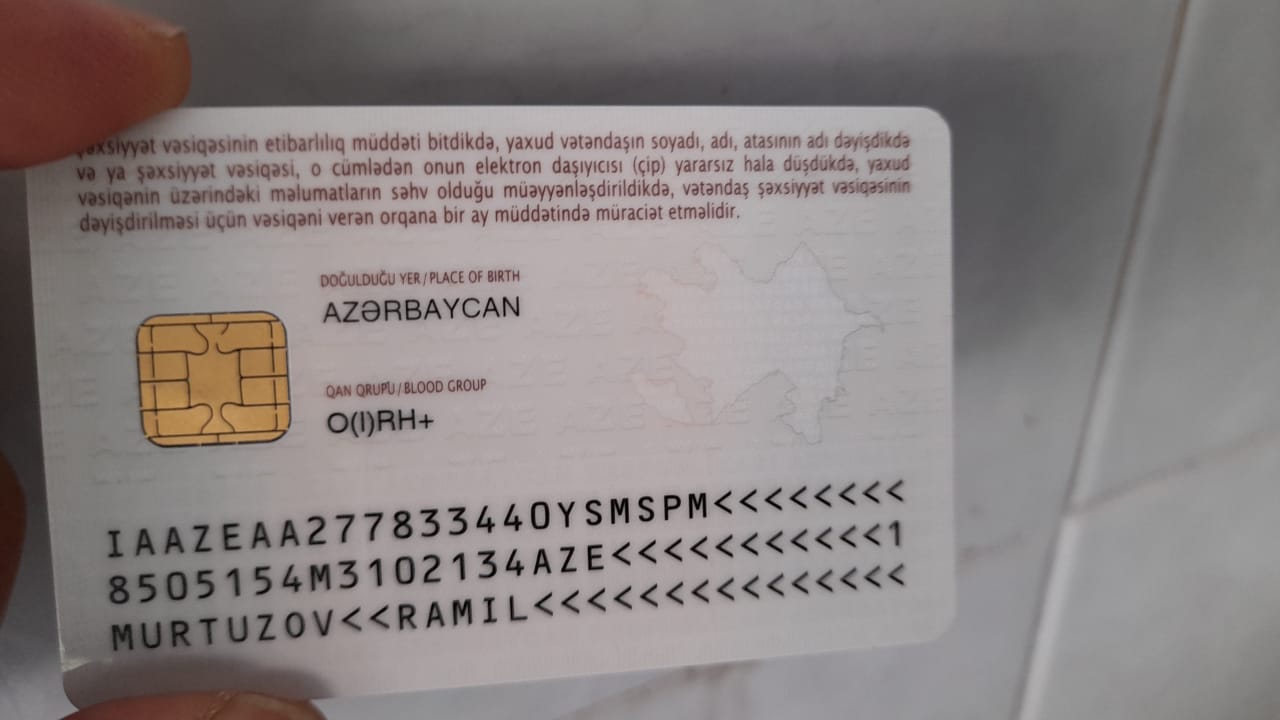 şəxsiyyət vəsiqəsinin etibarlılıq müddəti bitdikdə, yaxud vətəndaşın soyadı, adı, atasının adı dəyişdikdə
və ya şəxsiyyət vəsiqəsi, o cümlədən onun elektron daşıyıcısı (çip) yararsız hala düşdükdə, yaxud
vəsiqənin üzərindəki məlumatların səhv olduğu müəyyənləşdirildikdə, vətəndaş şəxsiyyət vəsiqəsinin
dəyişdirilməsi üçün vəsiqəni verən orqana bir ay müddətində müraciət etməlidir.
DOĞULDUĞU YER/PLACE OF BIRTH
AZƏRBAYCAN
QAN QRUPU/BLOOD GROUP
O(I)RH+
IAAZEAA277833440YSMSPM<<<<<<<<
8505154M3102134AZE<<<<<<<<<<<1
MURTUZOV<<RAMIL<<<<<<<<<<<<<<<